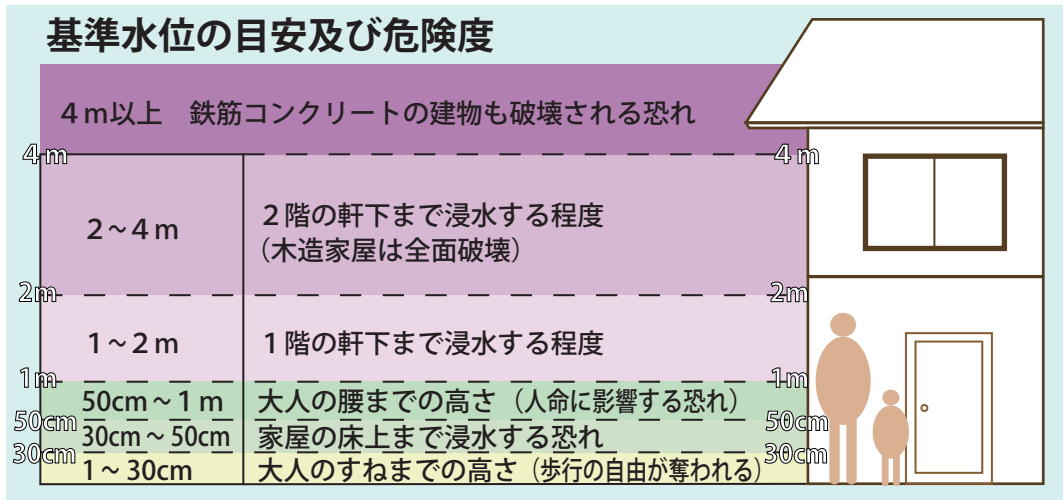 基準水位の目安及び危険度
４ｍ以上　鉄筋コンクリートの建物も破壊される恐れ
４ｍ
４ｍ
２～４ｍ
２階の軒下まで浸水する程度
（木造家屋は全面破壊）
2m
2m
１～２ｍ
１階の軒下まで浸水する程度
1m
1m
50cm～１ｍ
大人の腰までの高さ（人命に影響する恐れ）
50cm
50cm
30cm～50cm
家屋の床上まで浸水する恐れ
30cm
30cm
１～30cm
大人のすねまでの高さ（歩行の自由が奪われる）